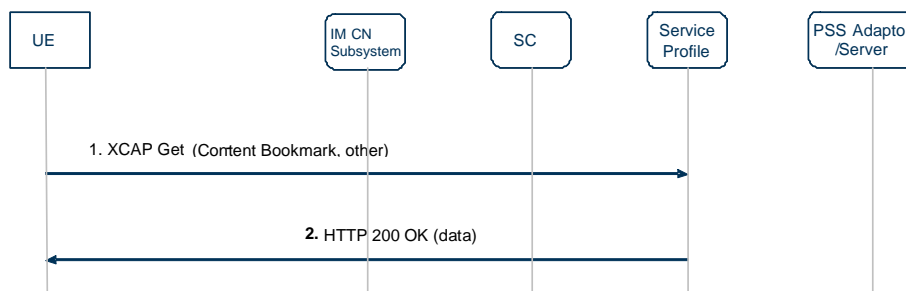 UE
IM CN
Subsystem
SC
Service
Profile
PSS Adapto
/Server
1. XCAP Get (Content Bookmark, other)
2. HTTP 200 OK (data)